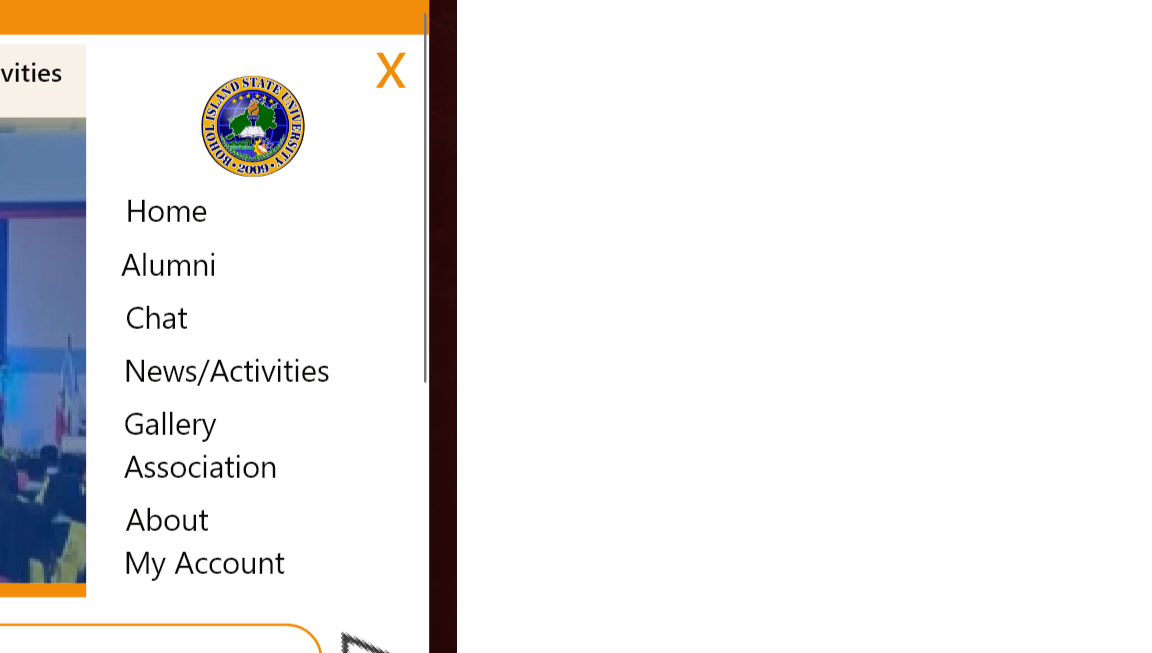 vities
X
BOHOL ISLAND STATE UNIVERSITY
2009
Home
Alumni
Chat
News/Activities
Gallery
Association
About
My Account